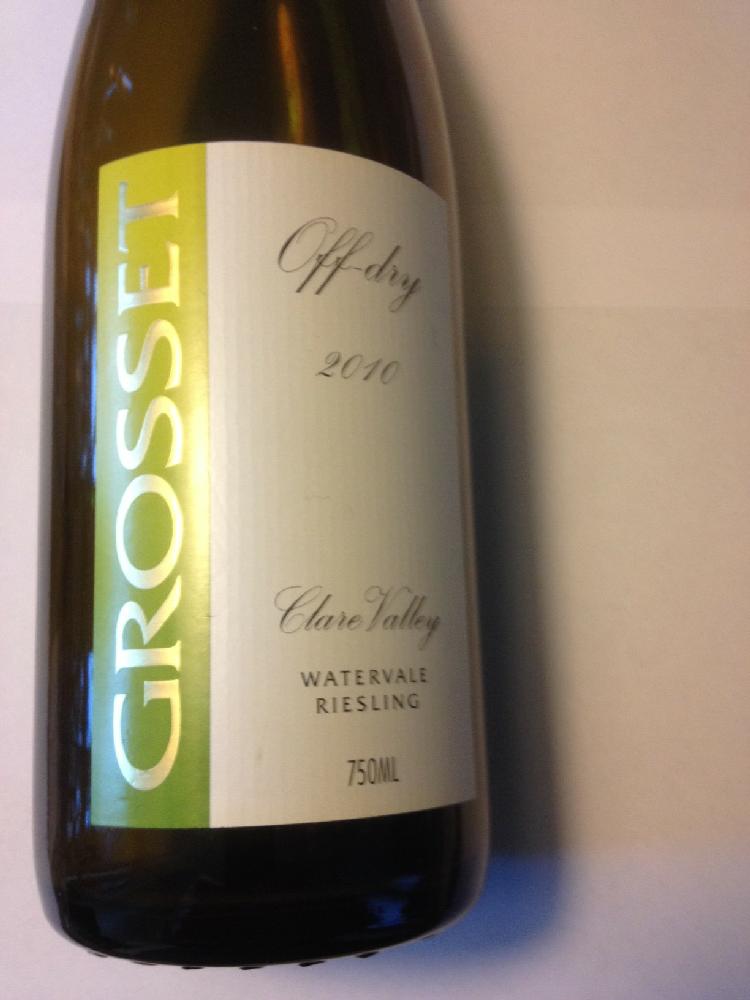 GROSSET
Off-dry
2010
Clare Valley
WATERVALE
RIESLING
750ML